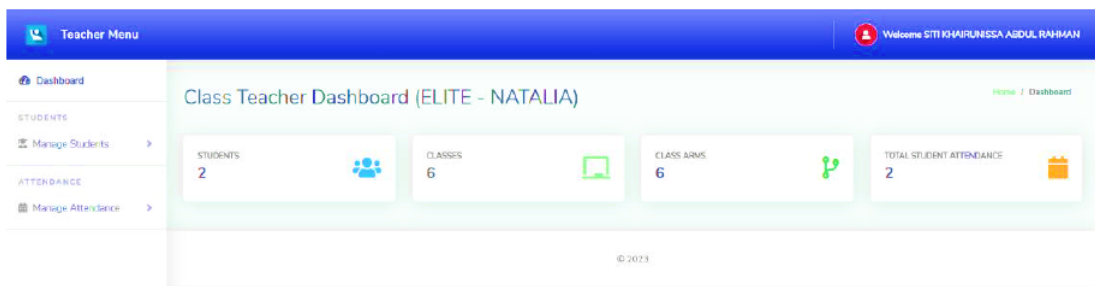 Teacher Menu
Welcome SITI KHAIRUNISSA ABDUL RAHMAN
Dashboard
STUDENTS
Manage Students
ATTENDANCE
Manage Attendance
Class Teacher Dashboard (ELITE - NATALIA)
Home / Dashboard
STUDENTS
2
CLASSES
6
CLASS ARMS
6
TOTAL STUDENT ATTENDANCE
2
© 2023